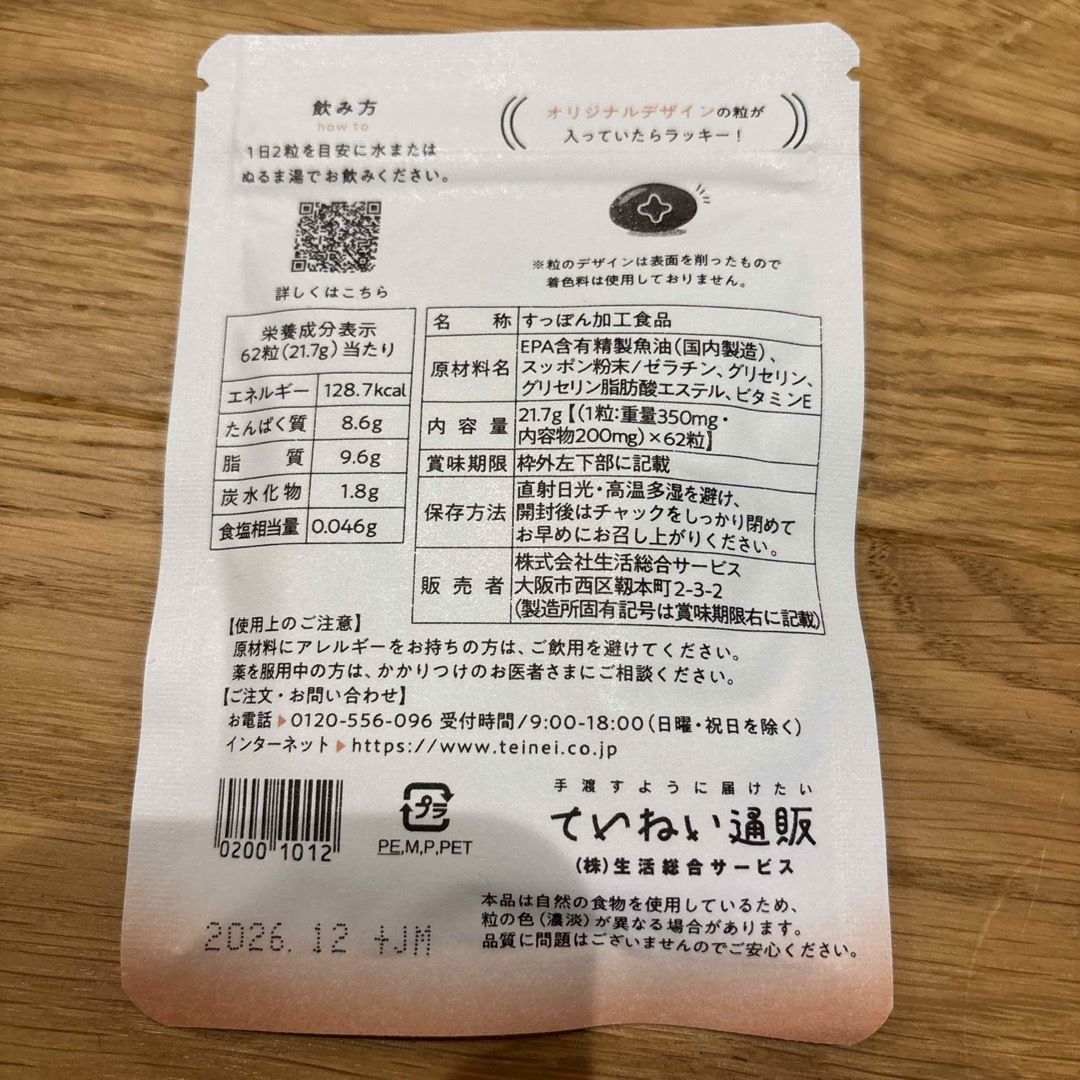 飲み方
how to
1日2粒を目安に水または
ぬるま湯でお飲みください。
詳しくはこちら
オリジナルデザインの粒が
入っていたらラッキー!
※粒のデザインは表面を削ったもので
着色料は使用しておりません。
栄養成分表示
62粒(21.7g)当たり
エネルギー 128.7kcal
たんぱく質 8.6g
脂質 9.6g
炭水化物 1.8g
食塩相当量 0.046g
名称 すっぽん加工食品
原材料名 EPA含有精製魚油(国内製造)、
スッポン粉末/ゼラチン、グリセリン、
グリセリン脂肪酸エステル、ビタミンE
内容量 21.7g【(1粒:重量350mg・
内容物200mg)×62粒】
賞味期限 枠外左下部に記載
保存方法 直射日光・高温多湿を避け、
開封後はチャックをしっかり閉めて
お早めにお召し上がりください。
販売者 株式会社生活総合サービス
大阪市西区靱本町2-3-2
(製造所固有記号は賞味期限右に記載)
【使用上のご注意】
原材料にアレルギーをお持ちの方は、ご飲用を避けてください。
薬を服用中の方は、かかりつけのお医者さまにご相談ください。
【ご注文・お問い合わせ】
お電話▶0120-556-096 受付時間/9:00-18:00(日曜・祝日を除く)
インターネット▶https://www.teinei.co.jp
02001012
プラ
PE,M,P,PET
手渡すように届けたい
ていねい通販
(株)生活総合サービス
本品は自然の食物を使用しているため、
粒の色(濃淡)が異なる場合があります。
品質に問題はございませんのでご安心ください。
2026.12 +JM